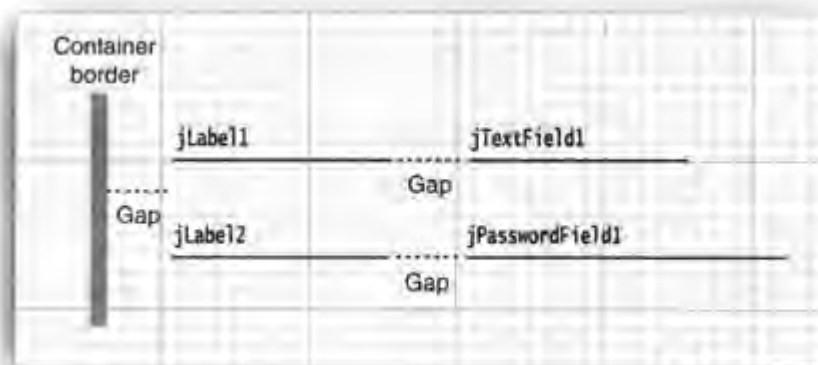 Container
border
jLabel1
jTextField1
Gap
Gap
jLabel2
jPasswordField1
Gap